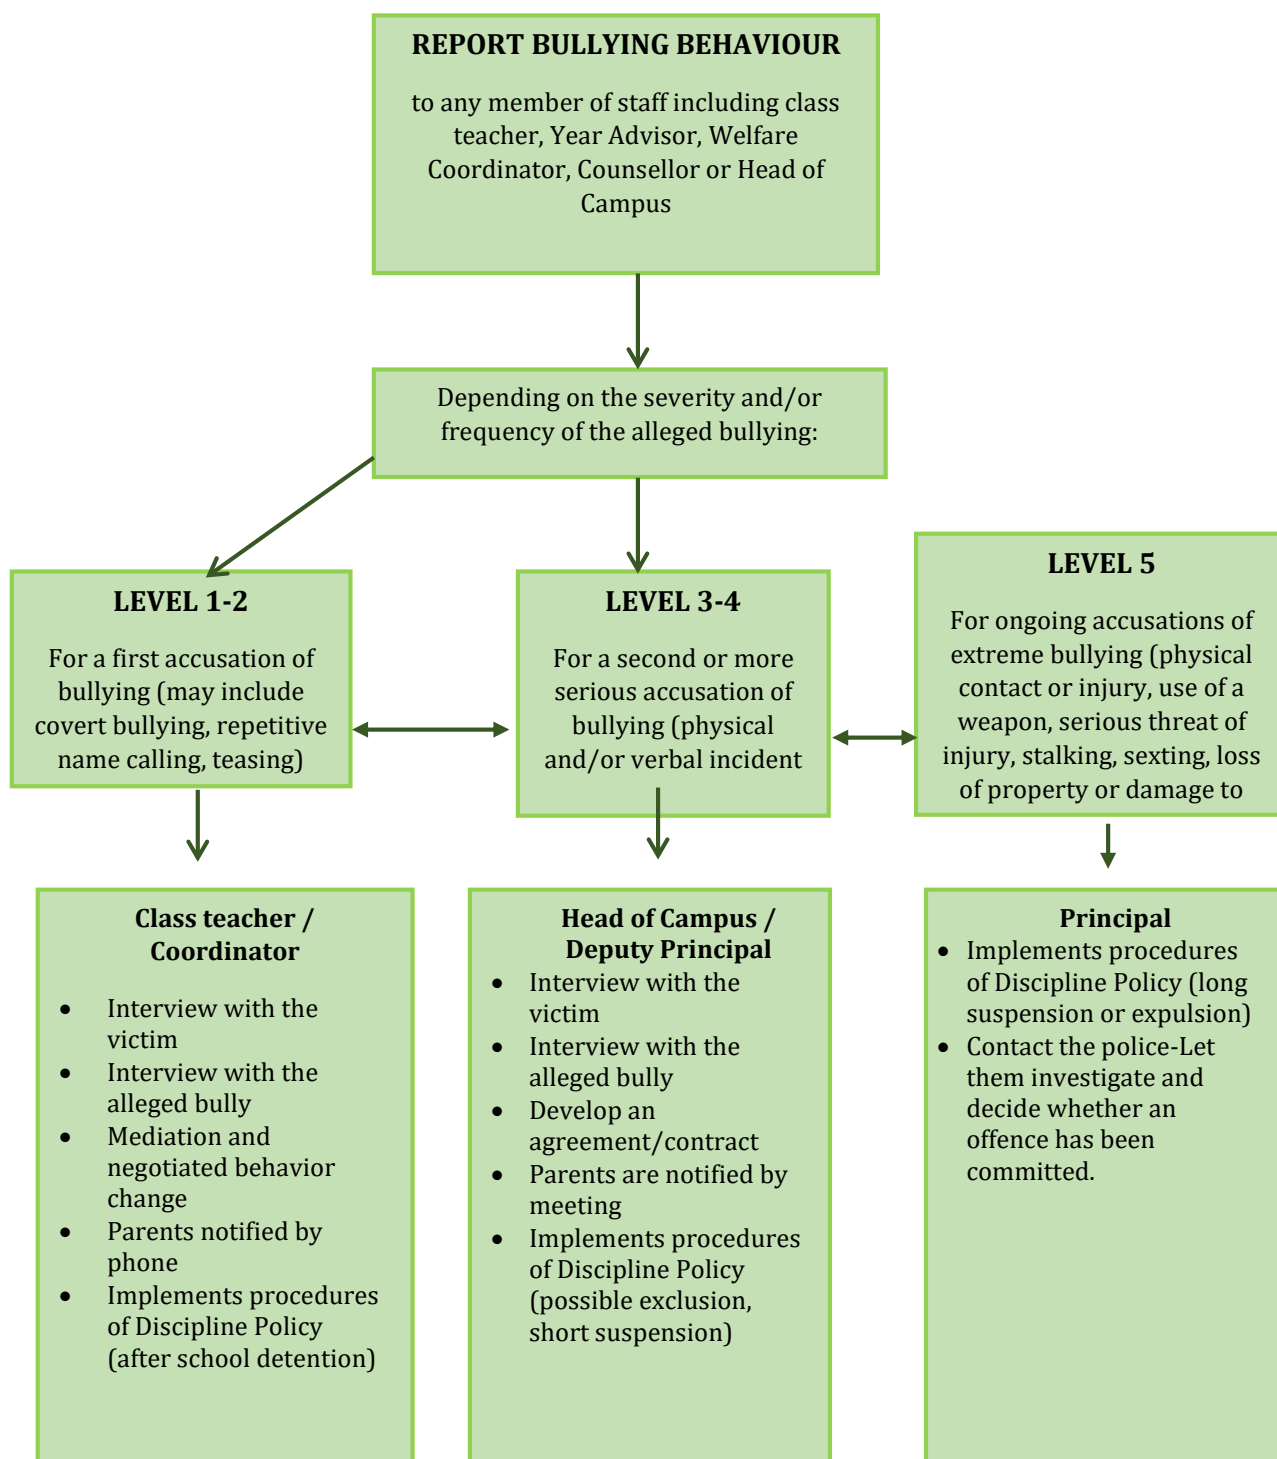 REPORT BULLYING BEHAVIOUR
to any member of staff including class
teacher, Year Advisor, Welfare
Coordinator, Counsellor or Head of
Campus
Depending on the severity and/or
frequency of the alleged bullying:
LEVEL 1-2
For a first accusation of
bullying (may include
covert bullying, repetitive
name calling, teasing)
LEVEL 3-4
For a second or more
serious accusation of
bullying (physical
and/or verbal incident
LEVEL 5
For ongoing accusations of
extreme bullying (physical
contact or injury, use of a
weapon, serious threat of
injury, stalking, sexting, loss
of property or damage to
Class teacher /
Coordinator
• Interview with the
victim
• Interview with the
alleged bully
• Mediation and
negotiated behavior
change
• Parents notified by
phone
• Implements procedures
of Discipline Policy
(after school detention)
Head of Campus /
Deputy Principal
• Interview with the
victim
• Interview with the
alleged bully
• Develop an
agreement/contract
• Parents are notified by
meeting
• Implements procedures
of Discipline Policy
(possible exclusion,
short suspension)
Principal
• Implements procedures
of Discipline Policy (long
suspension or expulsion)
• Contact the police-Let
them investigate and
decide whether an
offence has been
committed.